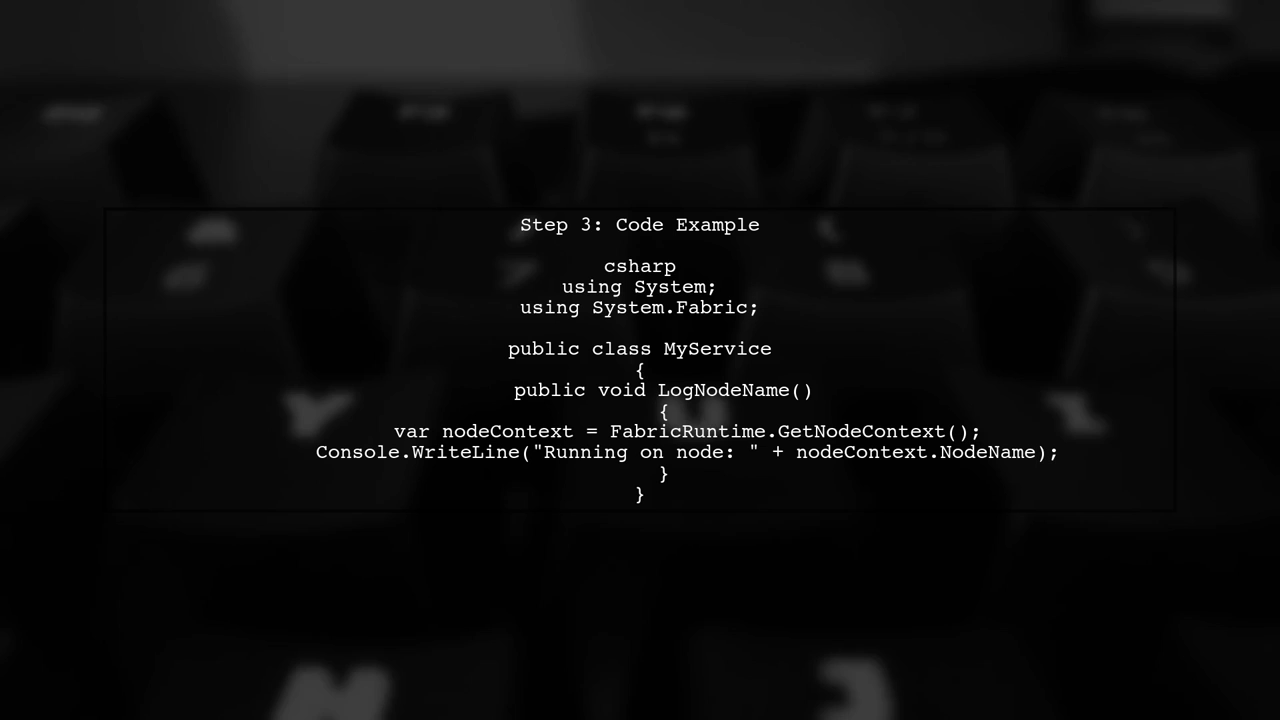 Step 3: Code Example
csharp
using System;
using System.Fabric;
public class MyService
{
public void LogNodeName()
{
var nodeContext = FabricRuntime.GetNodeContext();
Console.WriteLine("Running on node: " + nodeContext.NodeName);
}
}